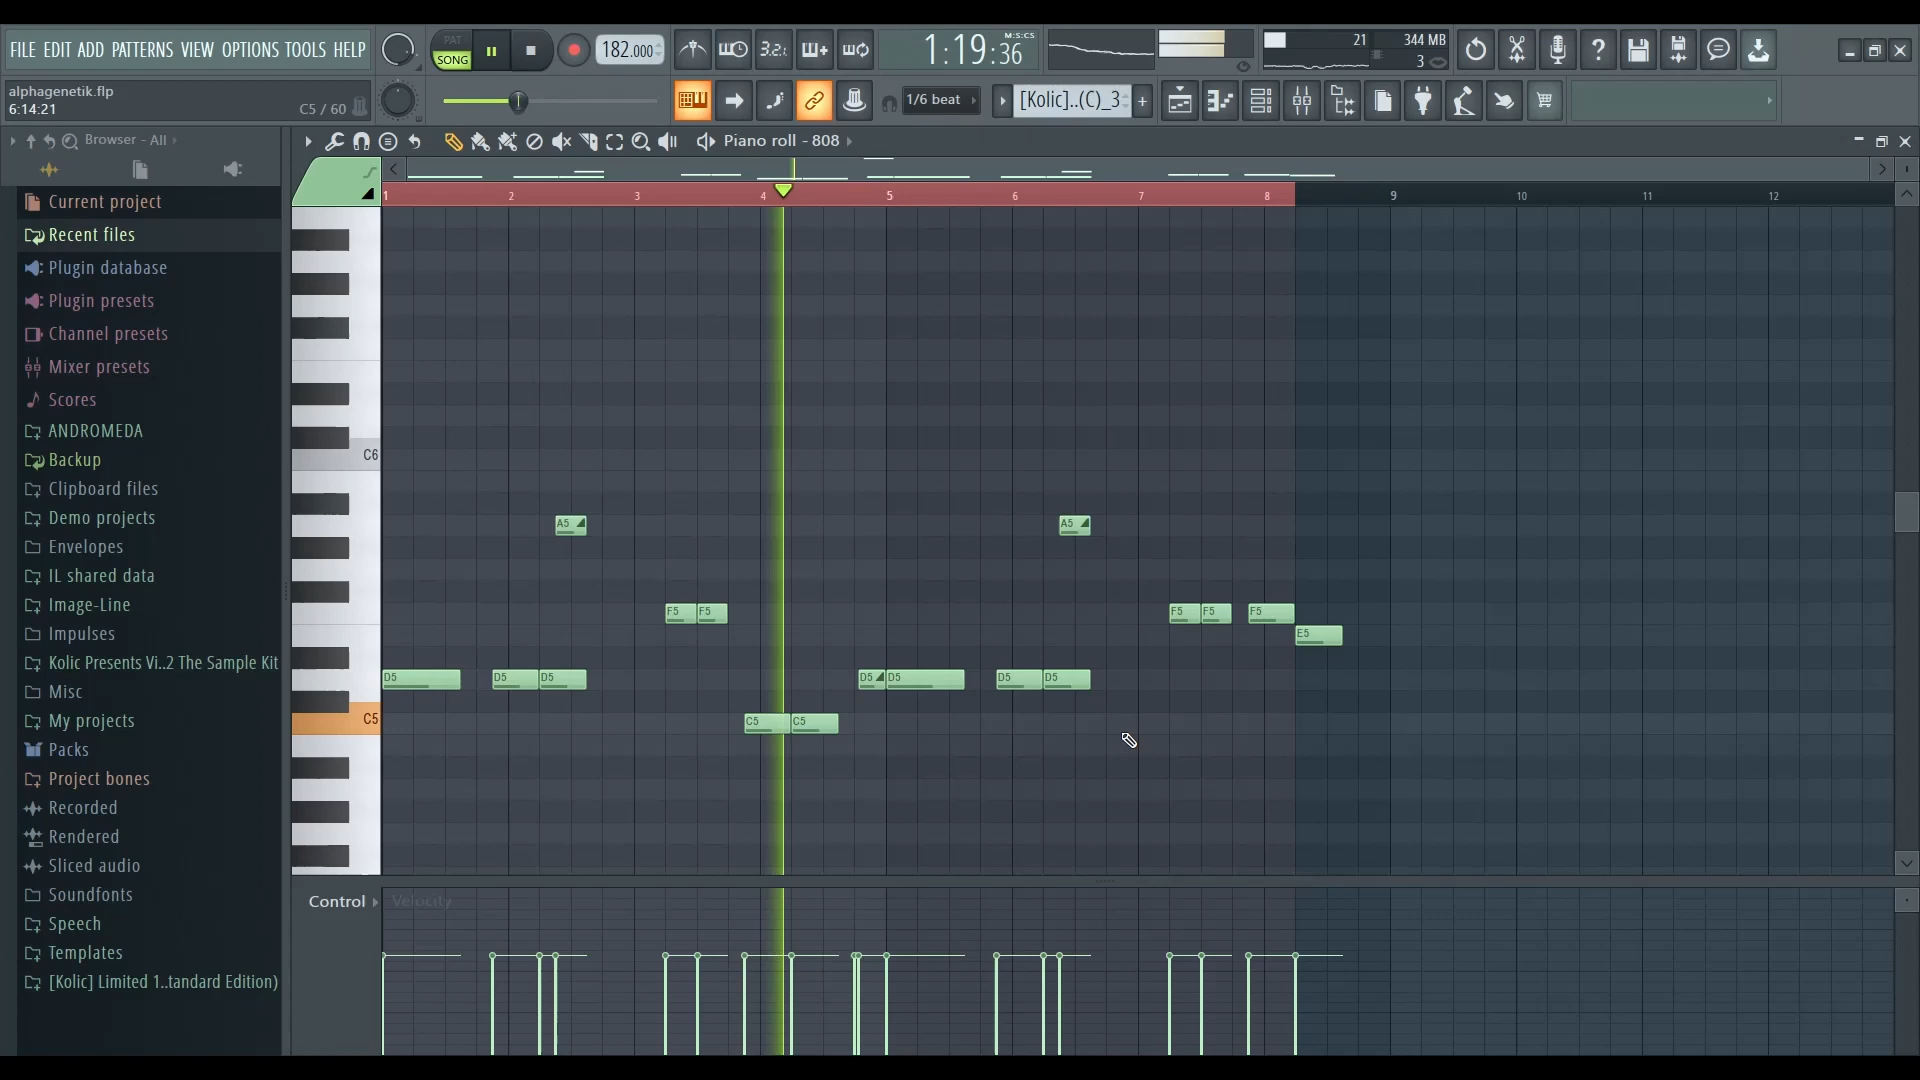 FILE EDIT ADD PATTERNS VIEW OPTIONS TOOLS HELP
PAT
SONG
182.000
3.2.1
1:19:36
M:S:CS
21
344 MB
3
alphagenetik.flp
6:14:21
C5 / 60
1/6 beat
[Kolic]..(C)_3
Browser - All
Piano roll - 808
Current project
Recent files
Plugin database
Plugin presets
Channel presets
Mixer presets
Scores
ANDROMEDA
Backup
Clipboard files
Demo projects
Envelopes
IL shared data
Image-Line
Impulses
Kolic Presents Vi..2 The Sample Kit
Misc
My projects
Packs
Project bones
Recorded
Rendered
Sliced audio
Soundfonts
Speech
Templates
[Kolic] Limited 1..tandard Edition)
1 2 3 4 5 6 7 8 9 10 11 12
C6
A5 A5
F5 F5 F5 F5 F5
E5
D5 D5 D5 D5 D5 D5 D5
C5 C5 C5
Control
Velocity